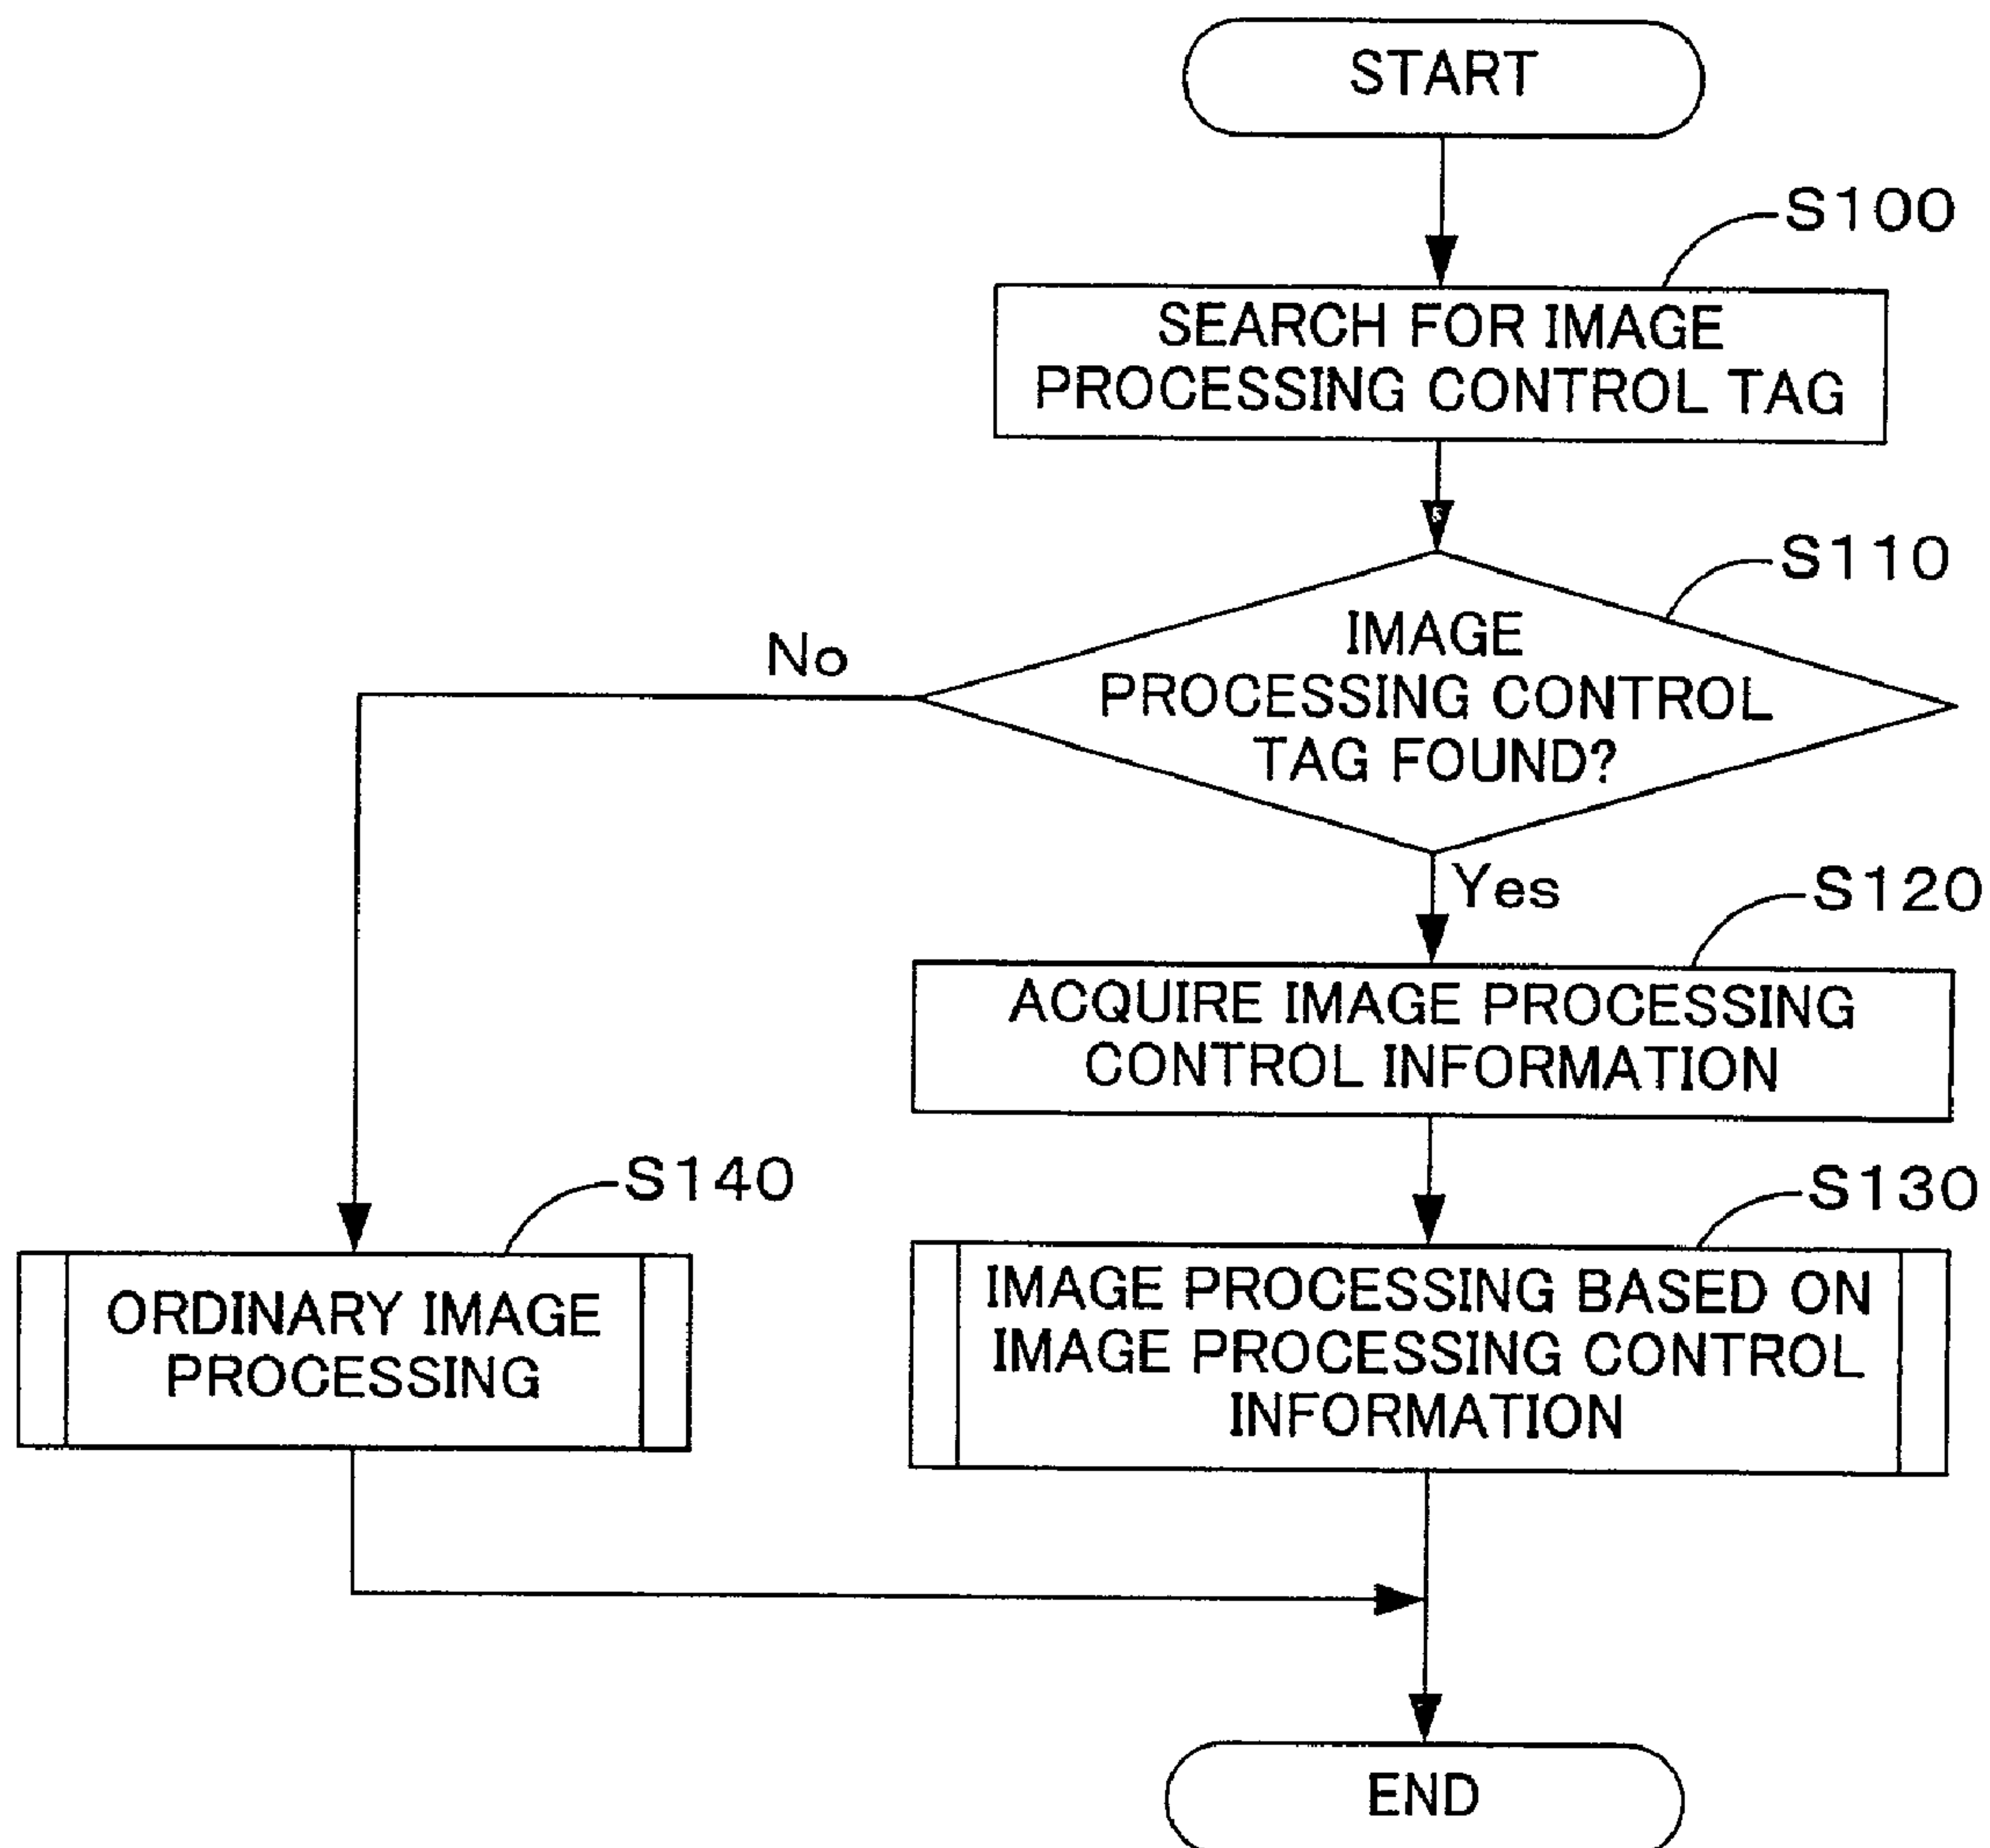 START
S100
SEARCH FOR IMAGE
PROCESSING CONTROL TAG
S110
IMAGE
PROCESSING CONTROL
TAG FOUND?
No
Yes
S120
ACQUIRE IMAGE PROCESSING
CONTROL INFORMATION
S140
ORDINARY IMAGE
PROCESSING
S130
IMAGE PROCESSING BASED ON
IMAGE PROCESSING CONTROL
INFORMATION
END